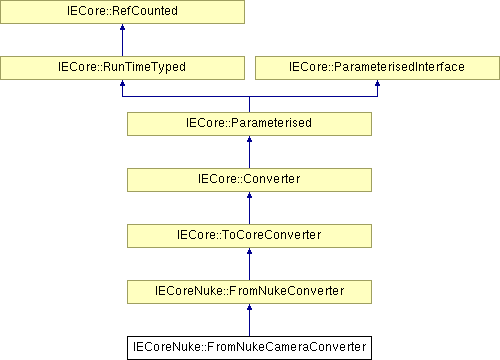 IECore::RefCounted
IECore::RunTimeTyped
IECore::ParameterisedInterface
IECore::Parameterised
IECore::Converter
IECore::ToCoreConverter
IECoreNuke::FromNukeConverter
IECoreNuke::FromNukeCameraConverter